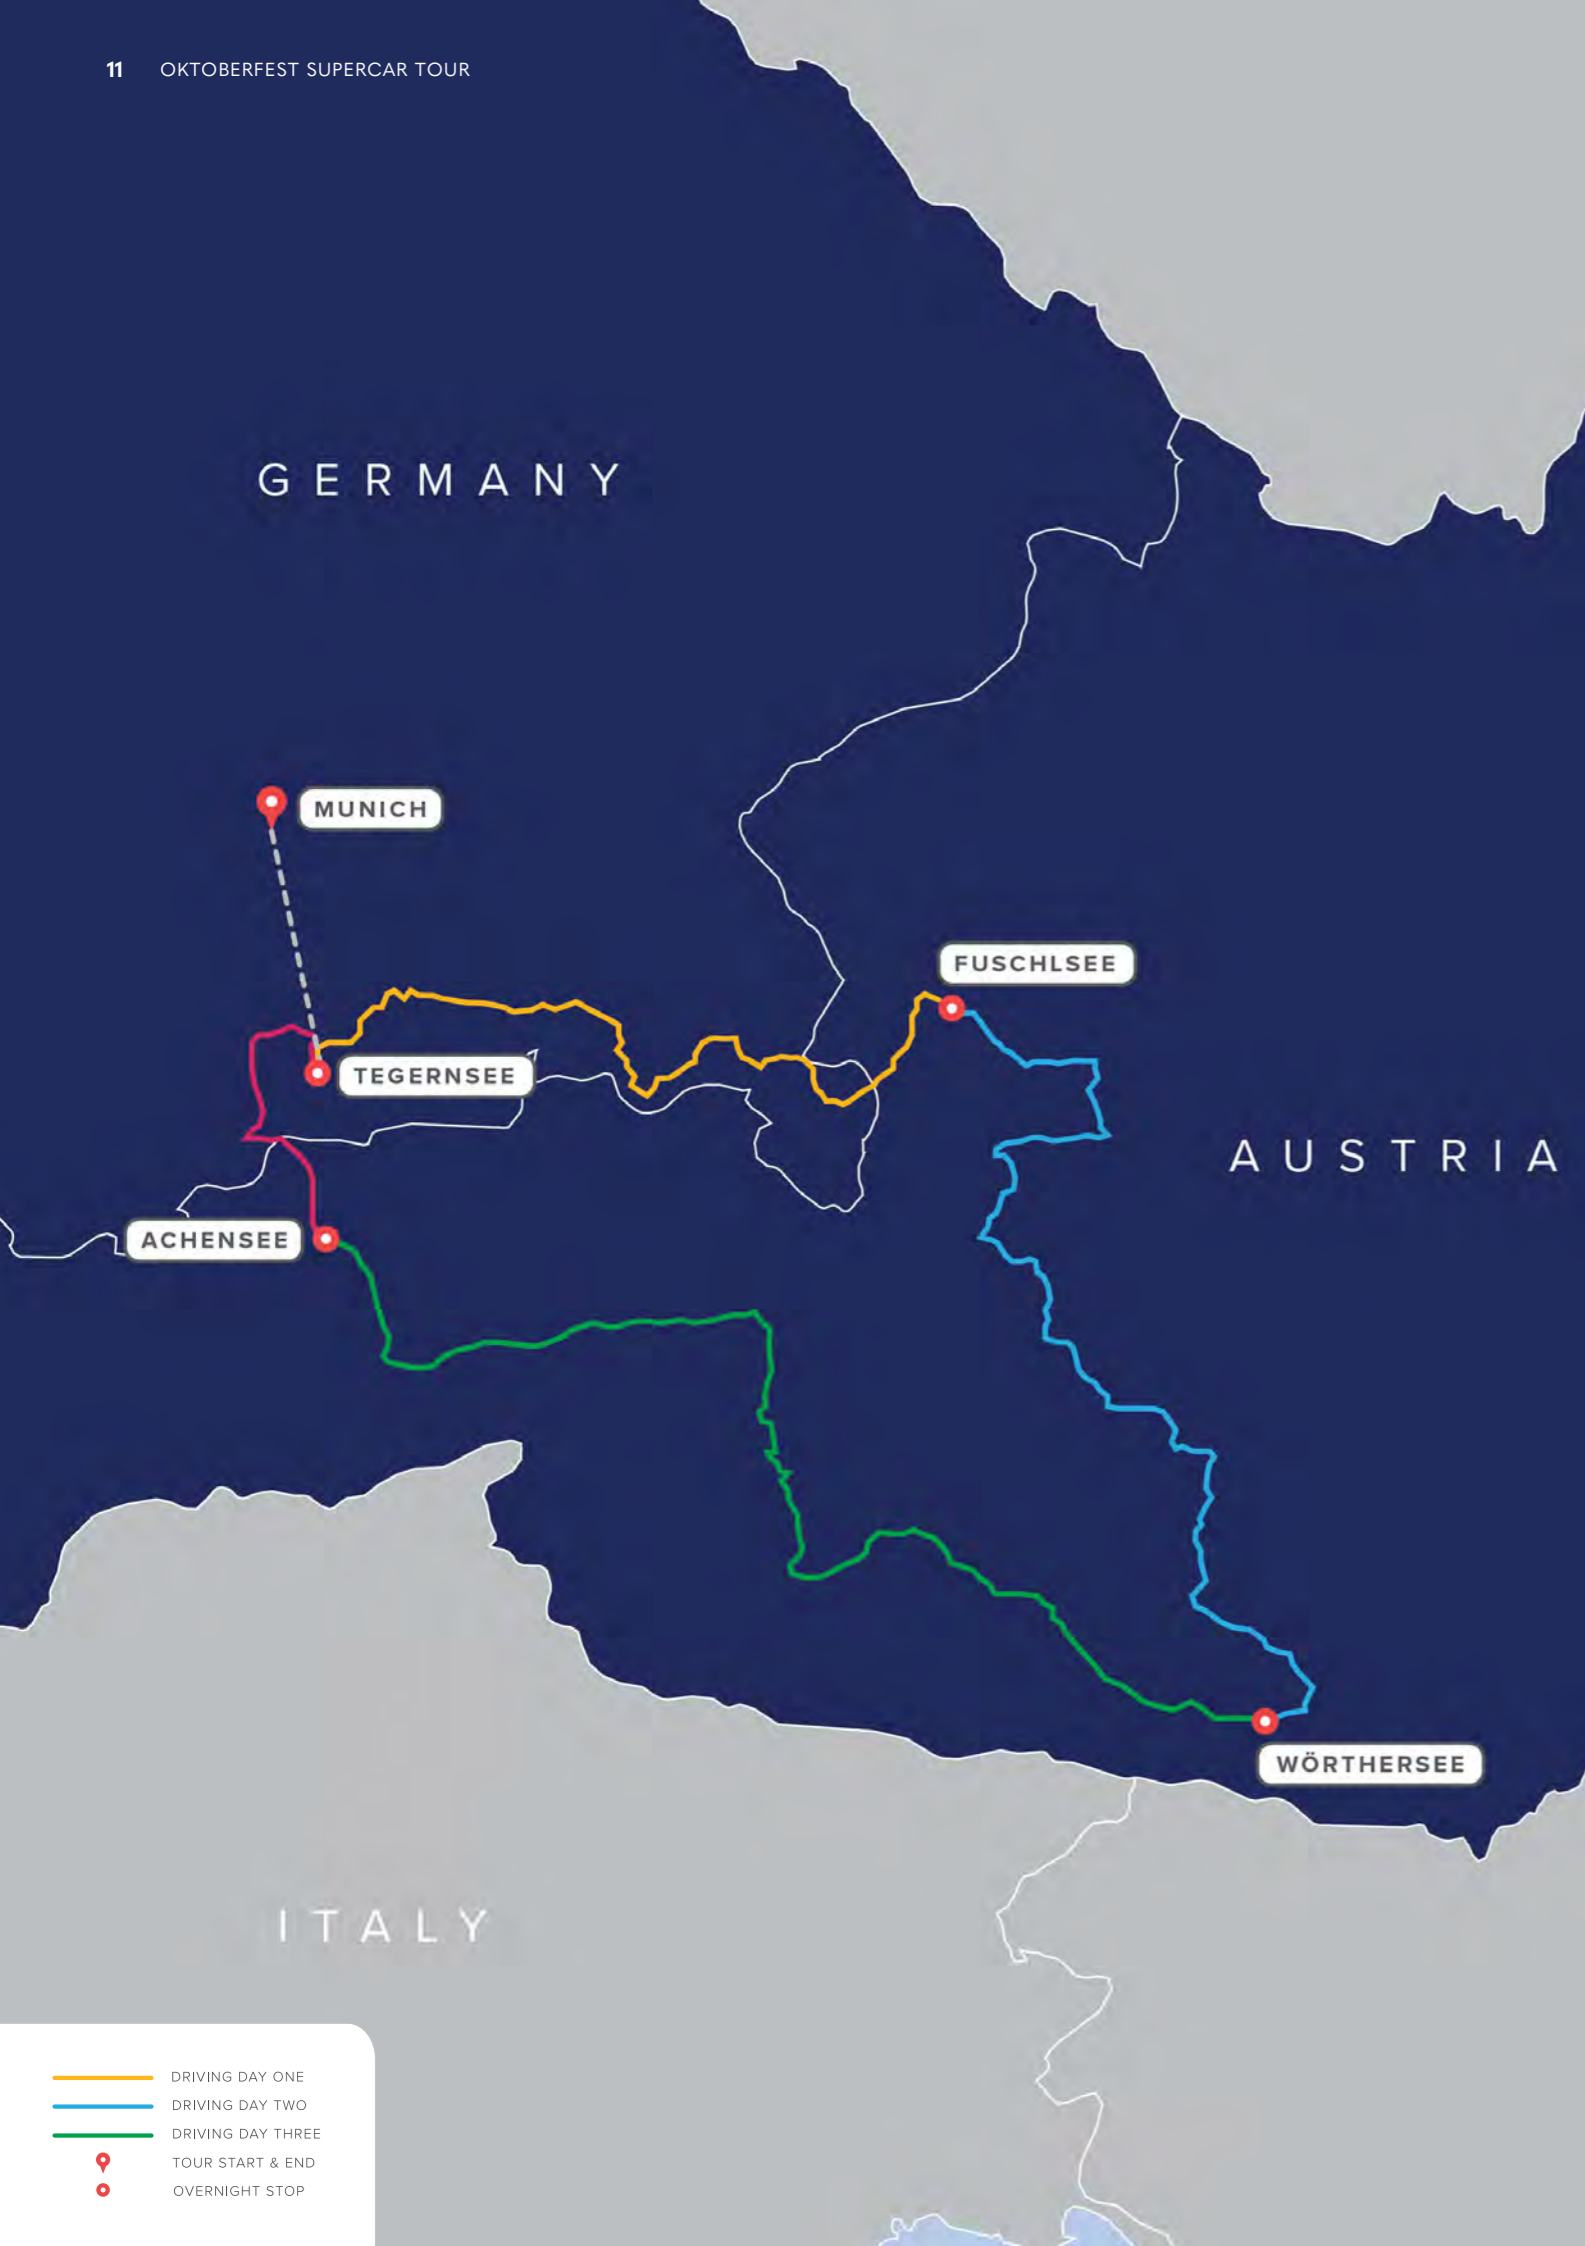 11 OKTOBERFEST SUPERCAR TOUR
GERMANY
MUNICH
FUSCHLSEE
TEGERNSEE
AUSTRIA
ACHENSEE
WÖRTHERSEE
ITALY
DRIVING DAY ONE
DRIVING DAY TWO
DRIVING DAY THREE
TOUR START & END
OVERNIGHT STOP